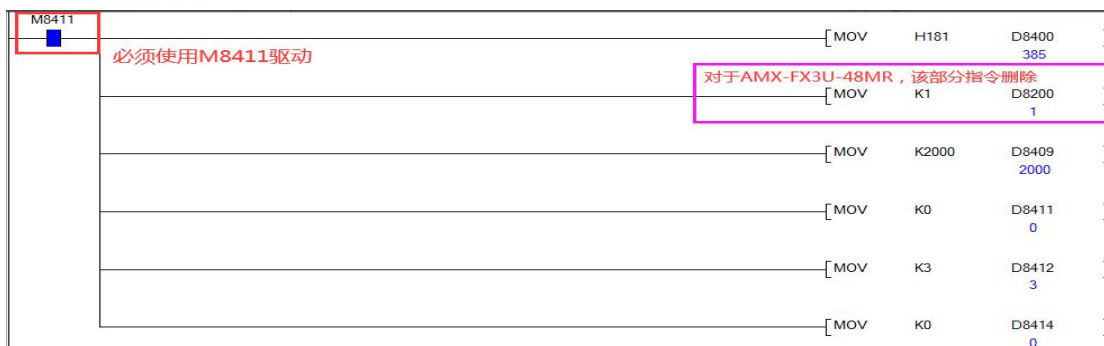 M8411
MOV H181 D8400
385
必须使用M8411驱动
对于AMX-FX3U-48MR，该部分指令删除
MOV K1 D8200
1
MOV K2000 D8409
2000
MOV K0 D8411
0
MOV K3 D8412
3
MOV K0 D8414
0